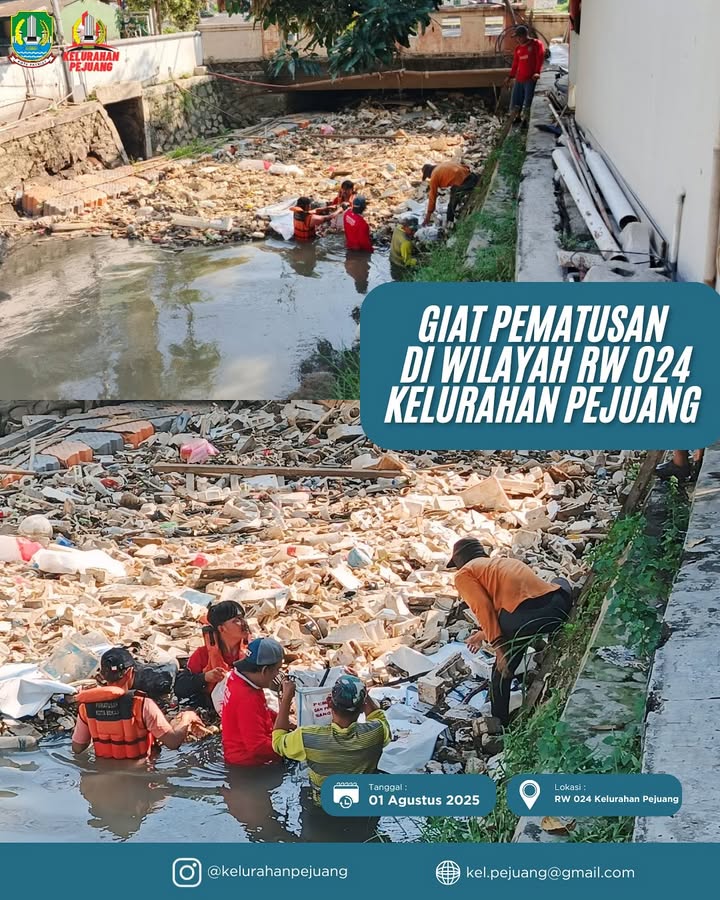 KELURAHAN
PEJUANG
GIAT PEMATUSAN
DI WILAYAH RW 024
KELURAHAN PEJUANG
Tanggal :
01 Agustus 2025
Lokasi :
RW 024 Kelurahan Pejuang
@kelurahanpejuang
kel.pejuang@gmail.com